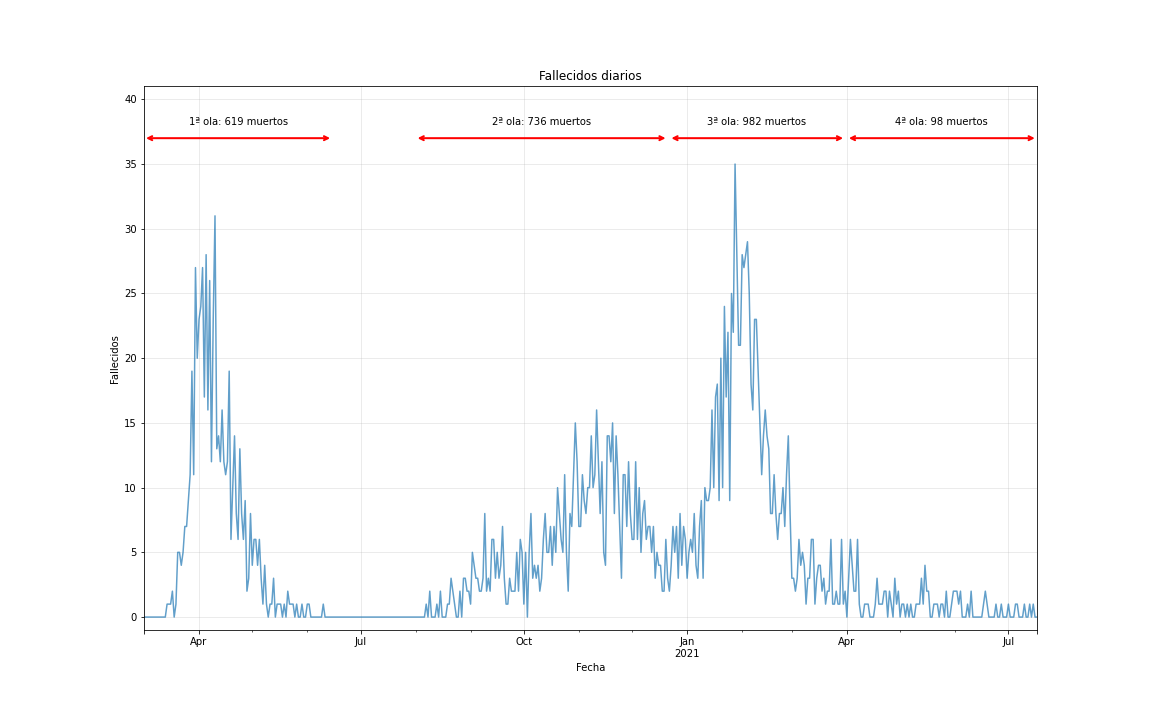 Fallecidos diarios
40
35
30
25
20
15
10
5
0
Fallecidos
1ª ola: 619 muertos
2ª ola: 736 muertos
3ª ola: 982 muertos
4ª ola: 98 muertos
Apr
Jul
Oct
Jan
2021
Apr
Jul
Fecha